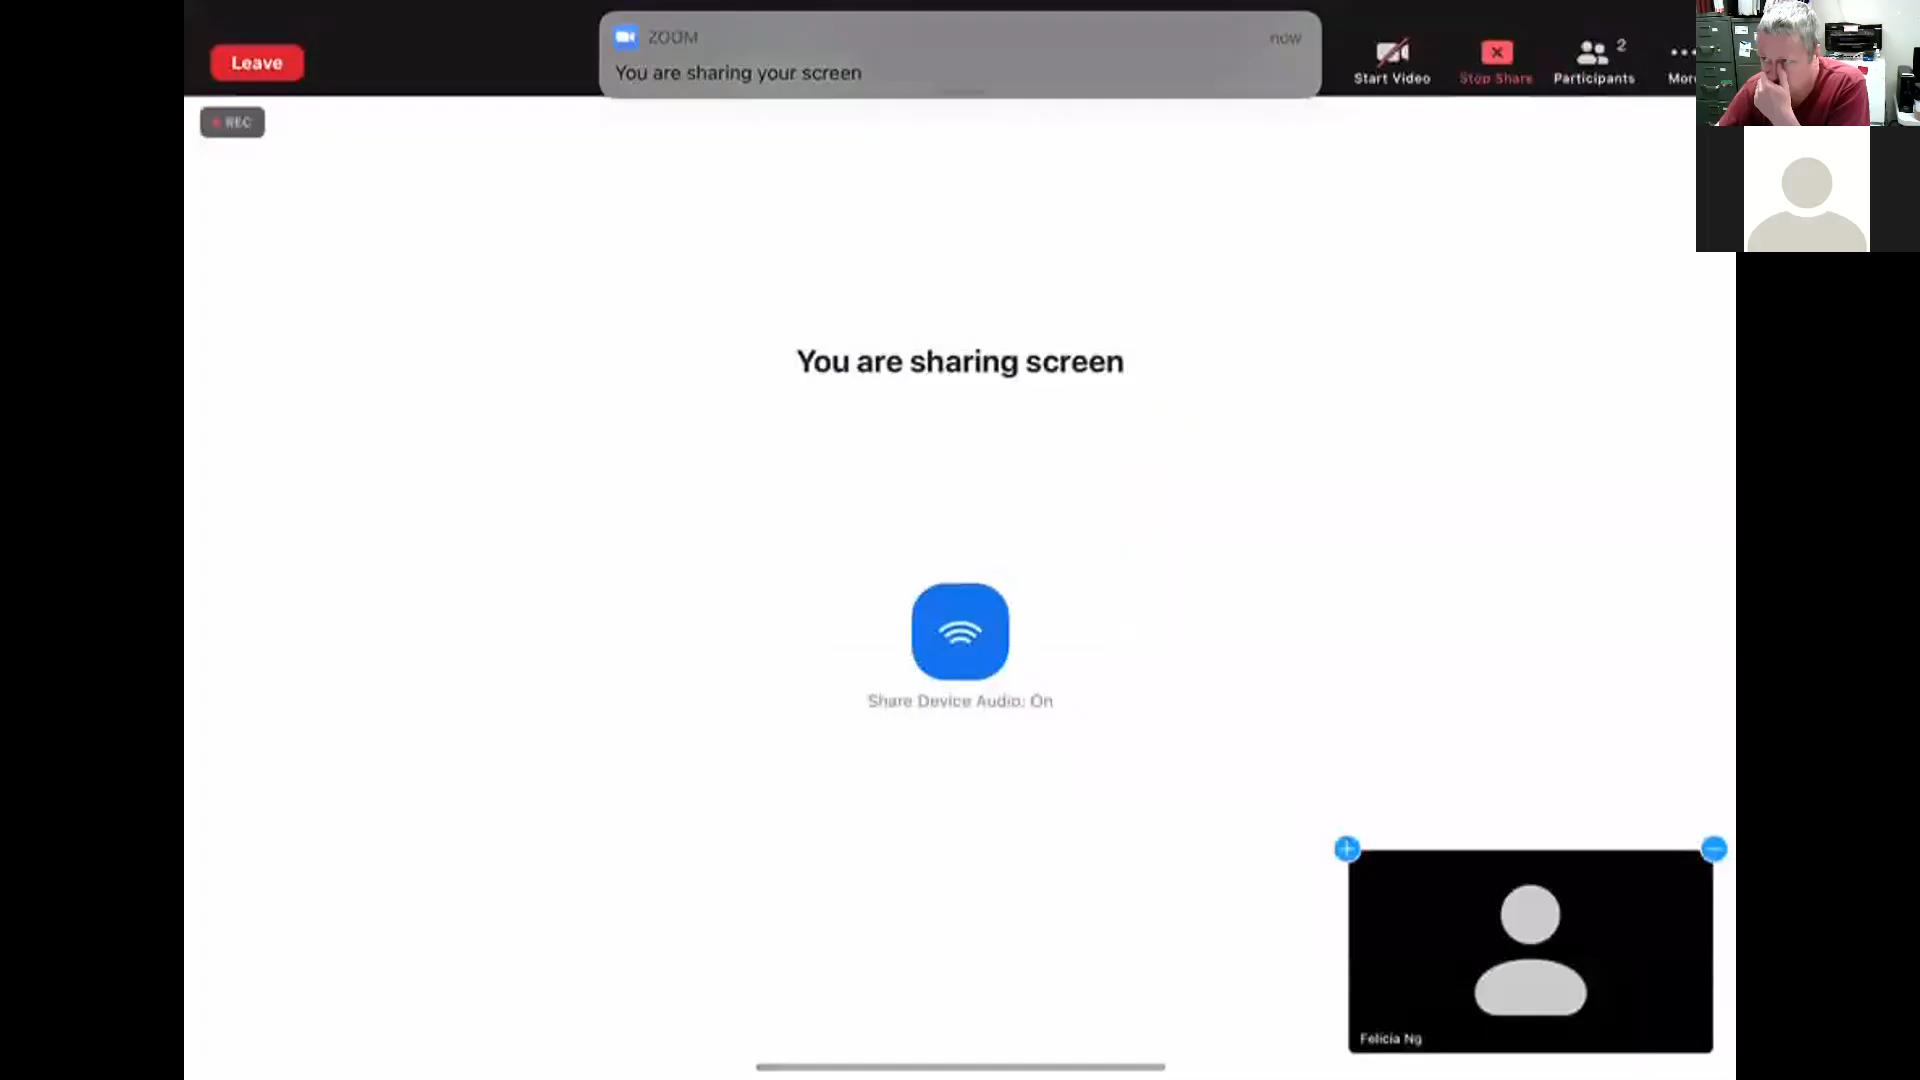 ZOOM
now
You are sharing your screen
Leave
Start Video
Stop Share
2
Participants
Mor
REC
You are sharing screen
Share Device Audio: On
Felicia Ng